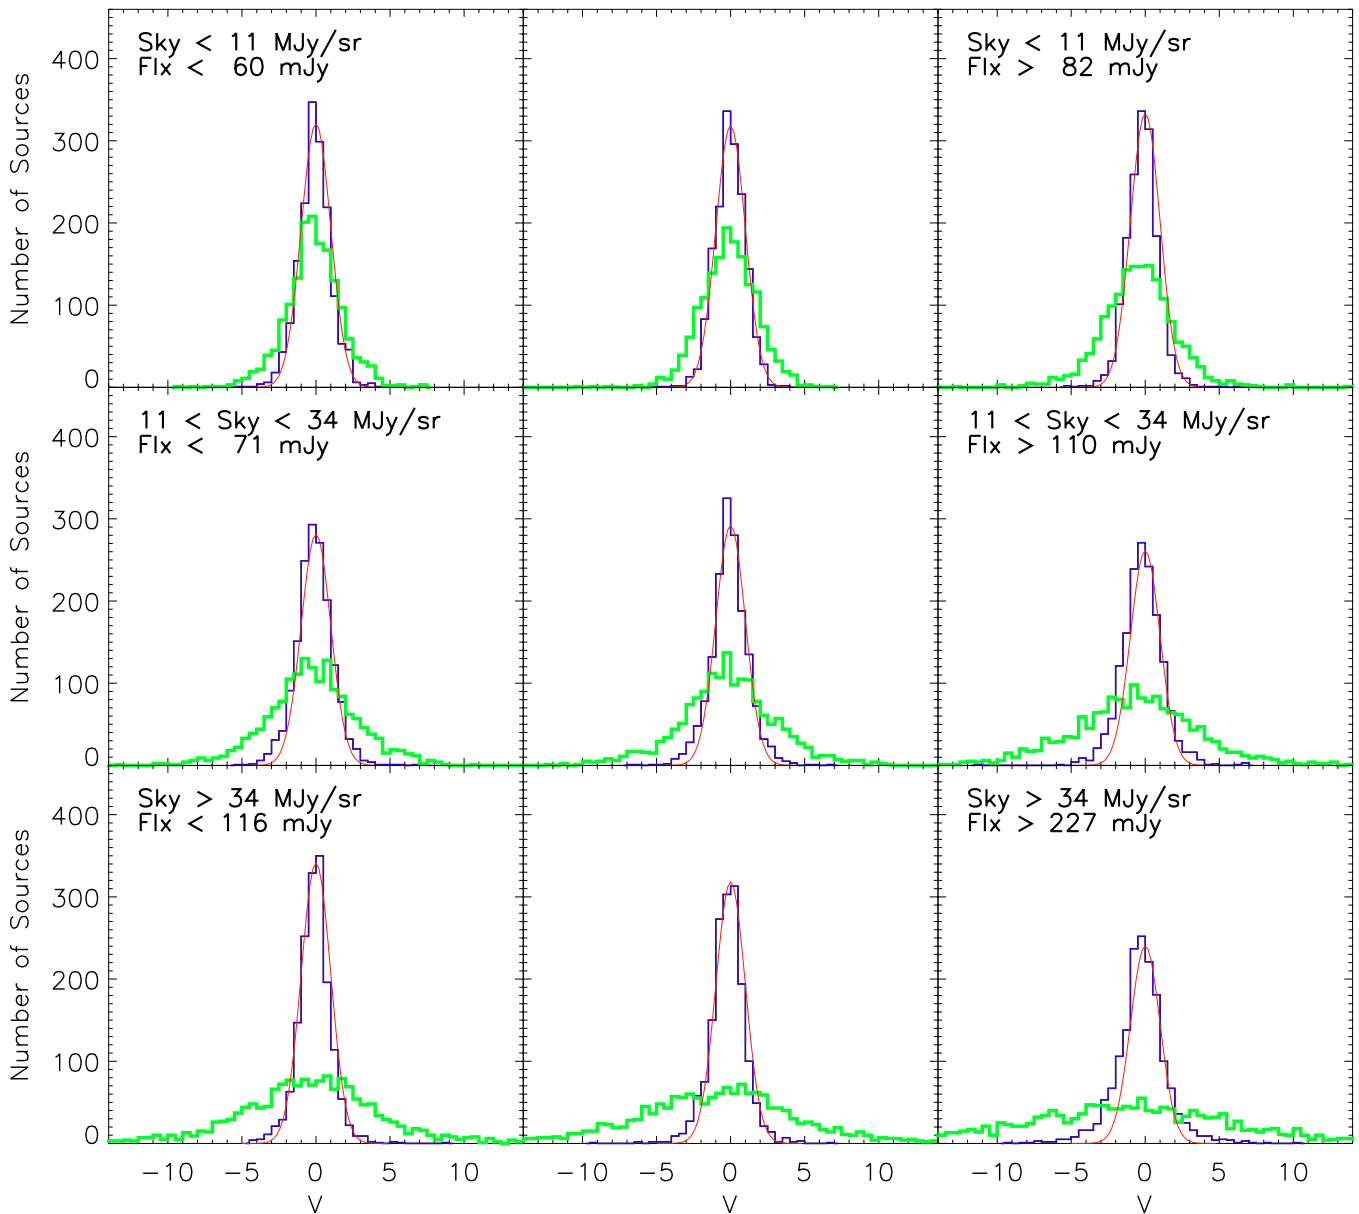 Sky < 11 MJy/sr
Flx < 60 mJy
Sky < 11 MJy/sr
Flx > 82 mJy
400
300
200
100
0
Number of Sources
11 < Sky < 34 MJy/sr
Flx < 71 mJy
11 < Sky < 34 MJy/sr
Flx > 110 mJy
400
300
200
100
0
Number of Sources
Sky > 34 MJy/sr
Flx < 116 mJy
Sky > 34 MJy/sr
Flx > 227 mJy
400
300
200
100
0
Number of Sources
−10 −5 0 5 10 −10 −5 0 5 10 −10 −5 0 5 10
V V V